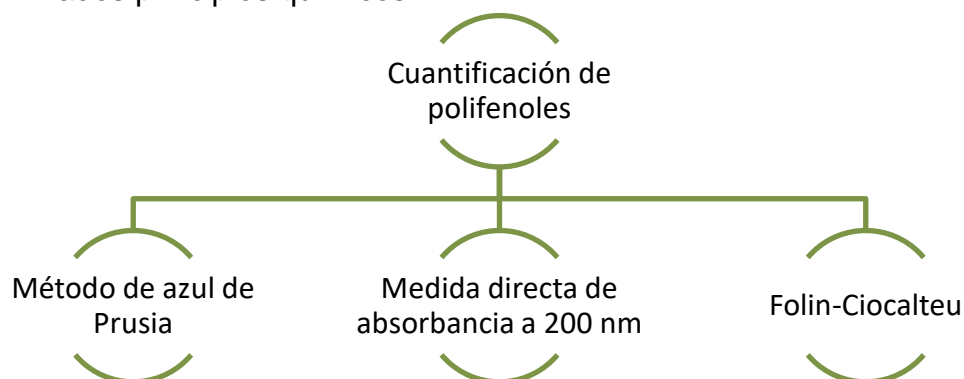 Cuantificación de
polifenoles
Método de azul de
Prusia
Medida directa de
absorbancia a 200 nm
Folin-Ciocalteu